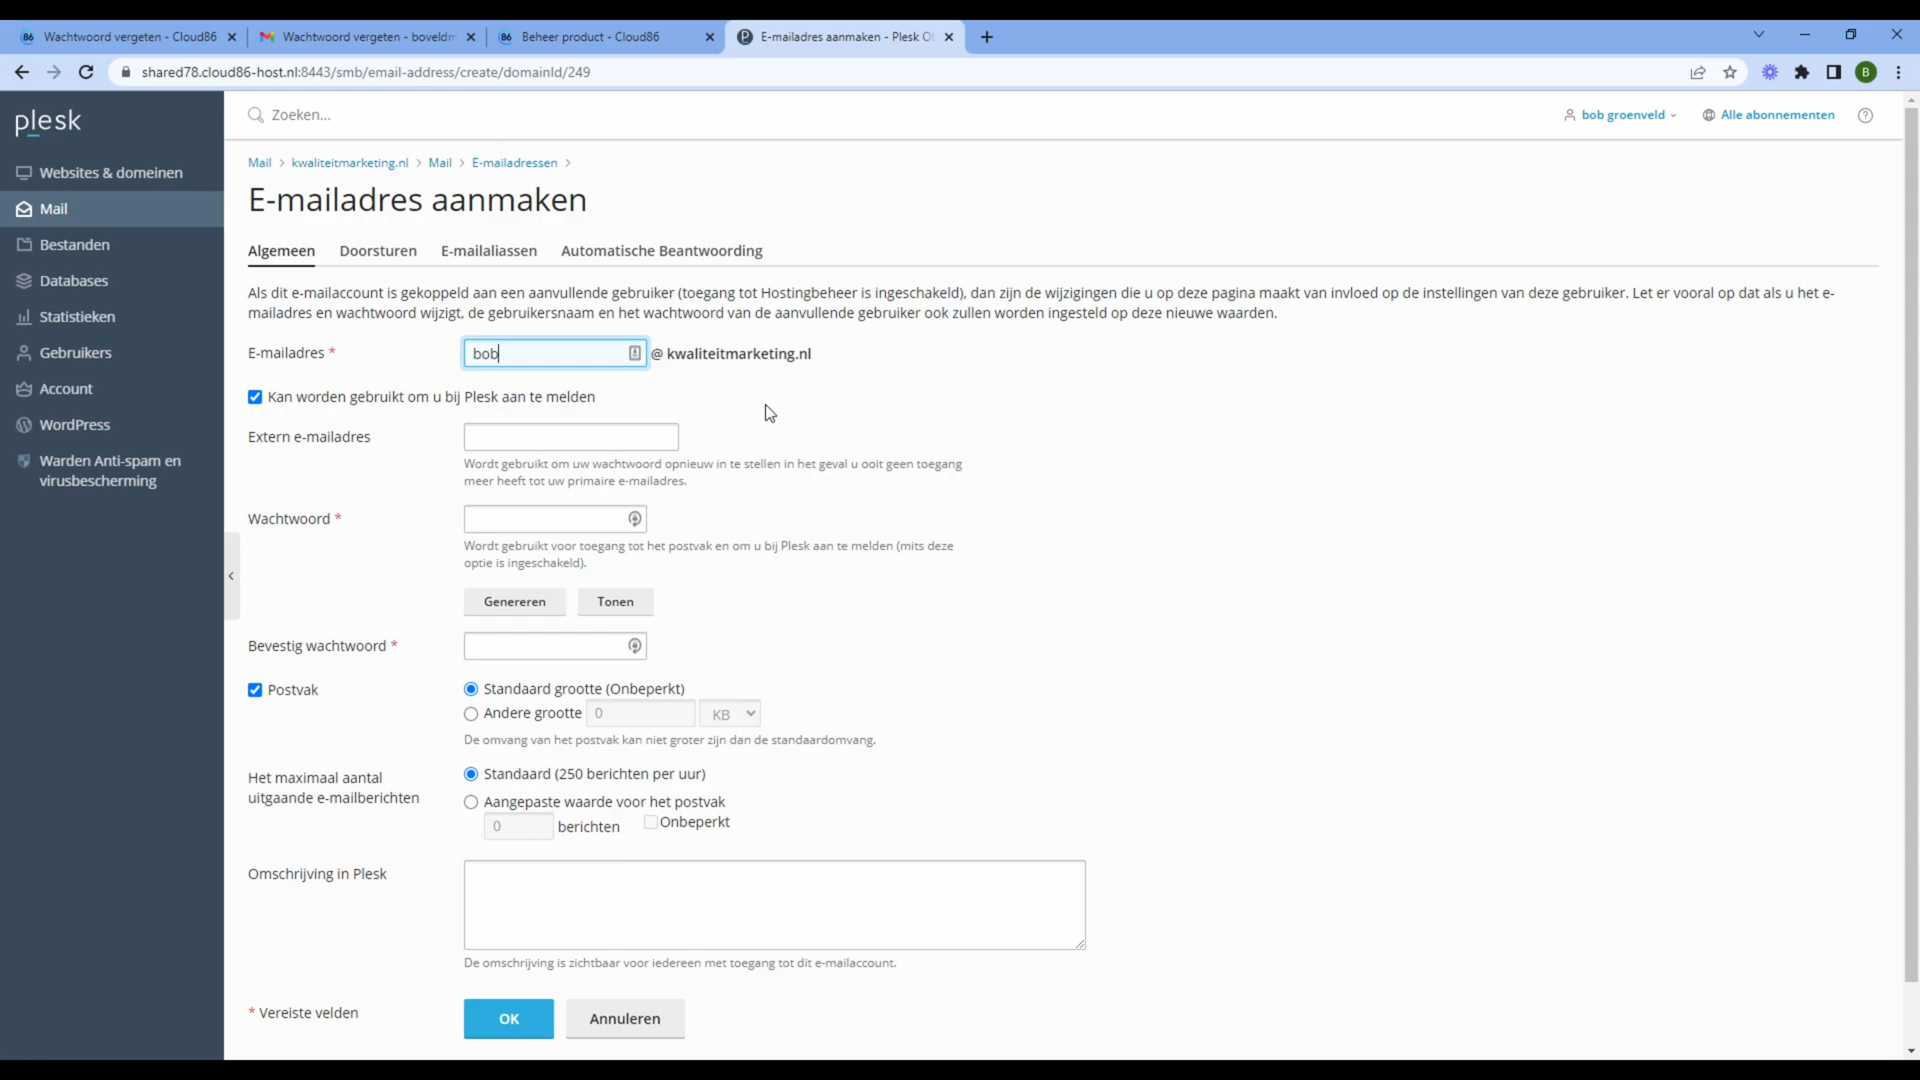 Wachtwoord vergeten - Cloud86
Wachtwoord vergeten - boveldm
Beheer product - Cloud86
E-mailadres aanmaken - Plesk Ob
shared78.cloud86-host.nl:8443/smb/email-address/create/domainId/249
B
plesk
Zoeken...
bob groenveld
Alle abonnementen
Websites & domeinen
Mail
Bestanden
Databases
Statistieken
Gebruikers
Account
WordPress
Warden Anti-spam en
virusbescherming
Mail > kwaliteitmarketing.nl > Mail > E-mailadressen >
E-mailadres aanmaken
Algemeen Doorsturen E-mailaliassen Automatische Beantwoording
Als dit e-mailaccount is gekoppeld aan een aanvullende gebruiker (toegang tot Hostingbeheer is ingeschakeld), dan zijn de wijzigingen die u op deze pagina maakt van invloed op de instellingen van deze gebruiker. Let er vooral op dat als u het e-
mailadres en wachtwoord wijzigt, de gebruikersnaam en het wachtwoord van de aanvullende gebruiker ook zullen worden ingesteld op deze nieuwe waarden.
E-mailadres * bob @ kwaliteitmarketing.nl
Kan worden gebruikt om u bij Plesk aan te melden
Extern e-mailadres
Wordt gebruikt om uw wachtwoord opnieuw in te stellen in het geval u ooit geen toegang
meer heeft tot uw primaire e-mailadres.
Wachtwoord *
Wordt gebruikt voor toegang tot het postvak en om u bij Plesk aan te melden (mits deze
optie is ingeschakeld).
Genereren Tonen
Bevestig wachtwoord *
Postvak
Standaard grootte (Onbeperkt)
Andere grootte 0 KB
De omvang van het postvak kan niet groter zijn dan de standaardomvang.
Het maximaal aantal
uitgaande e-mailberichten
Standaard (250 berichten per uur)
Aangepaste waarde voor het postvak
0 berichten Onbeperkt
Omschrijving in Plesk
De omschrijving is zichtbaar voor iedereen met toegang tot dit e-mailaccount.
* Vereiste velden
OK Annuleren